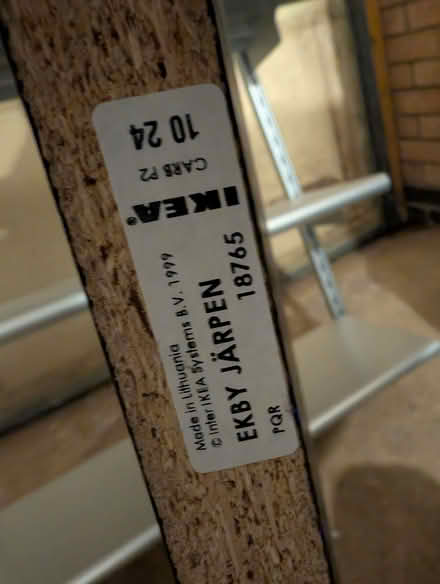 Made in Lithuania
© Inter IKEA Systems B.V. 1999
EKBY JÄRPEN
18765
PQR
IKEA®
CARB P2
10 24